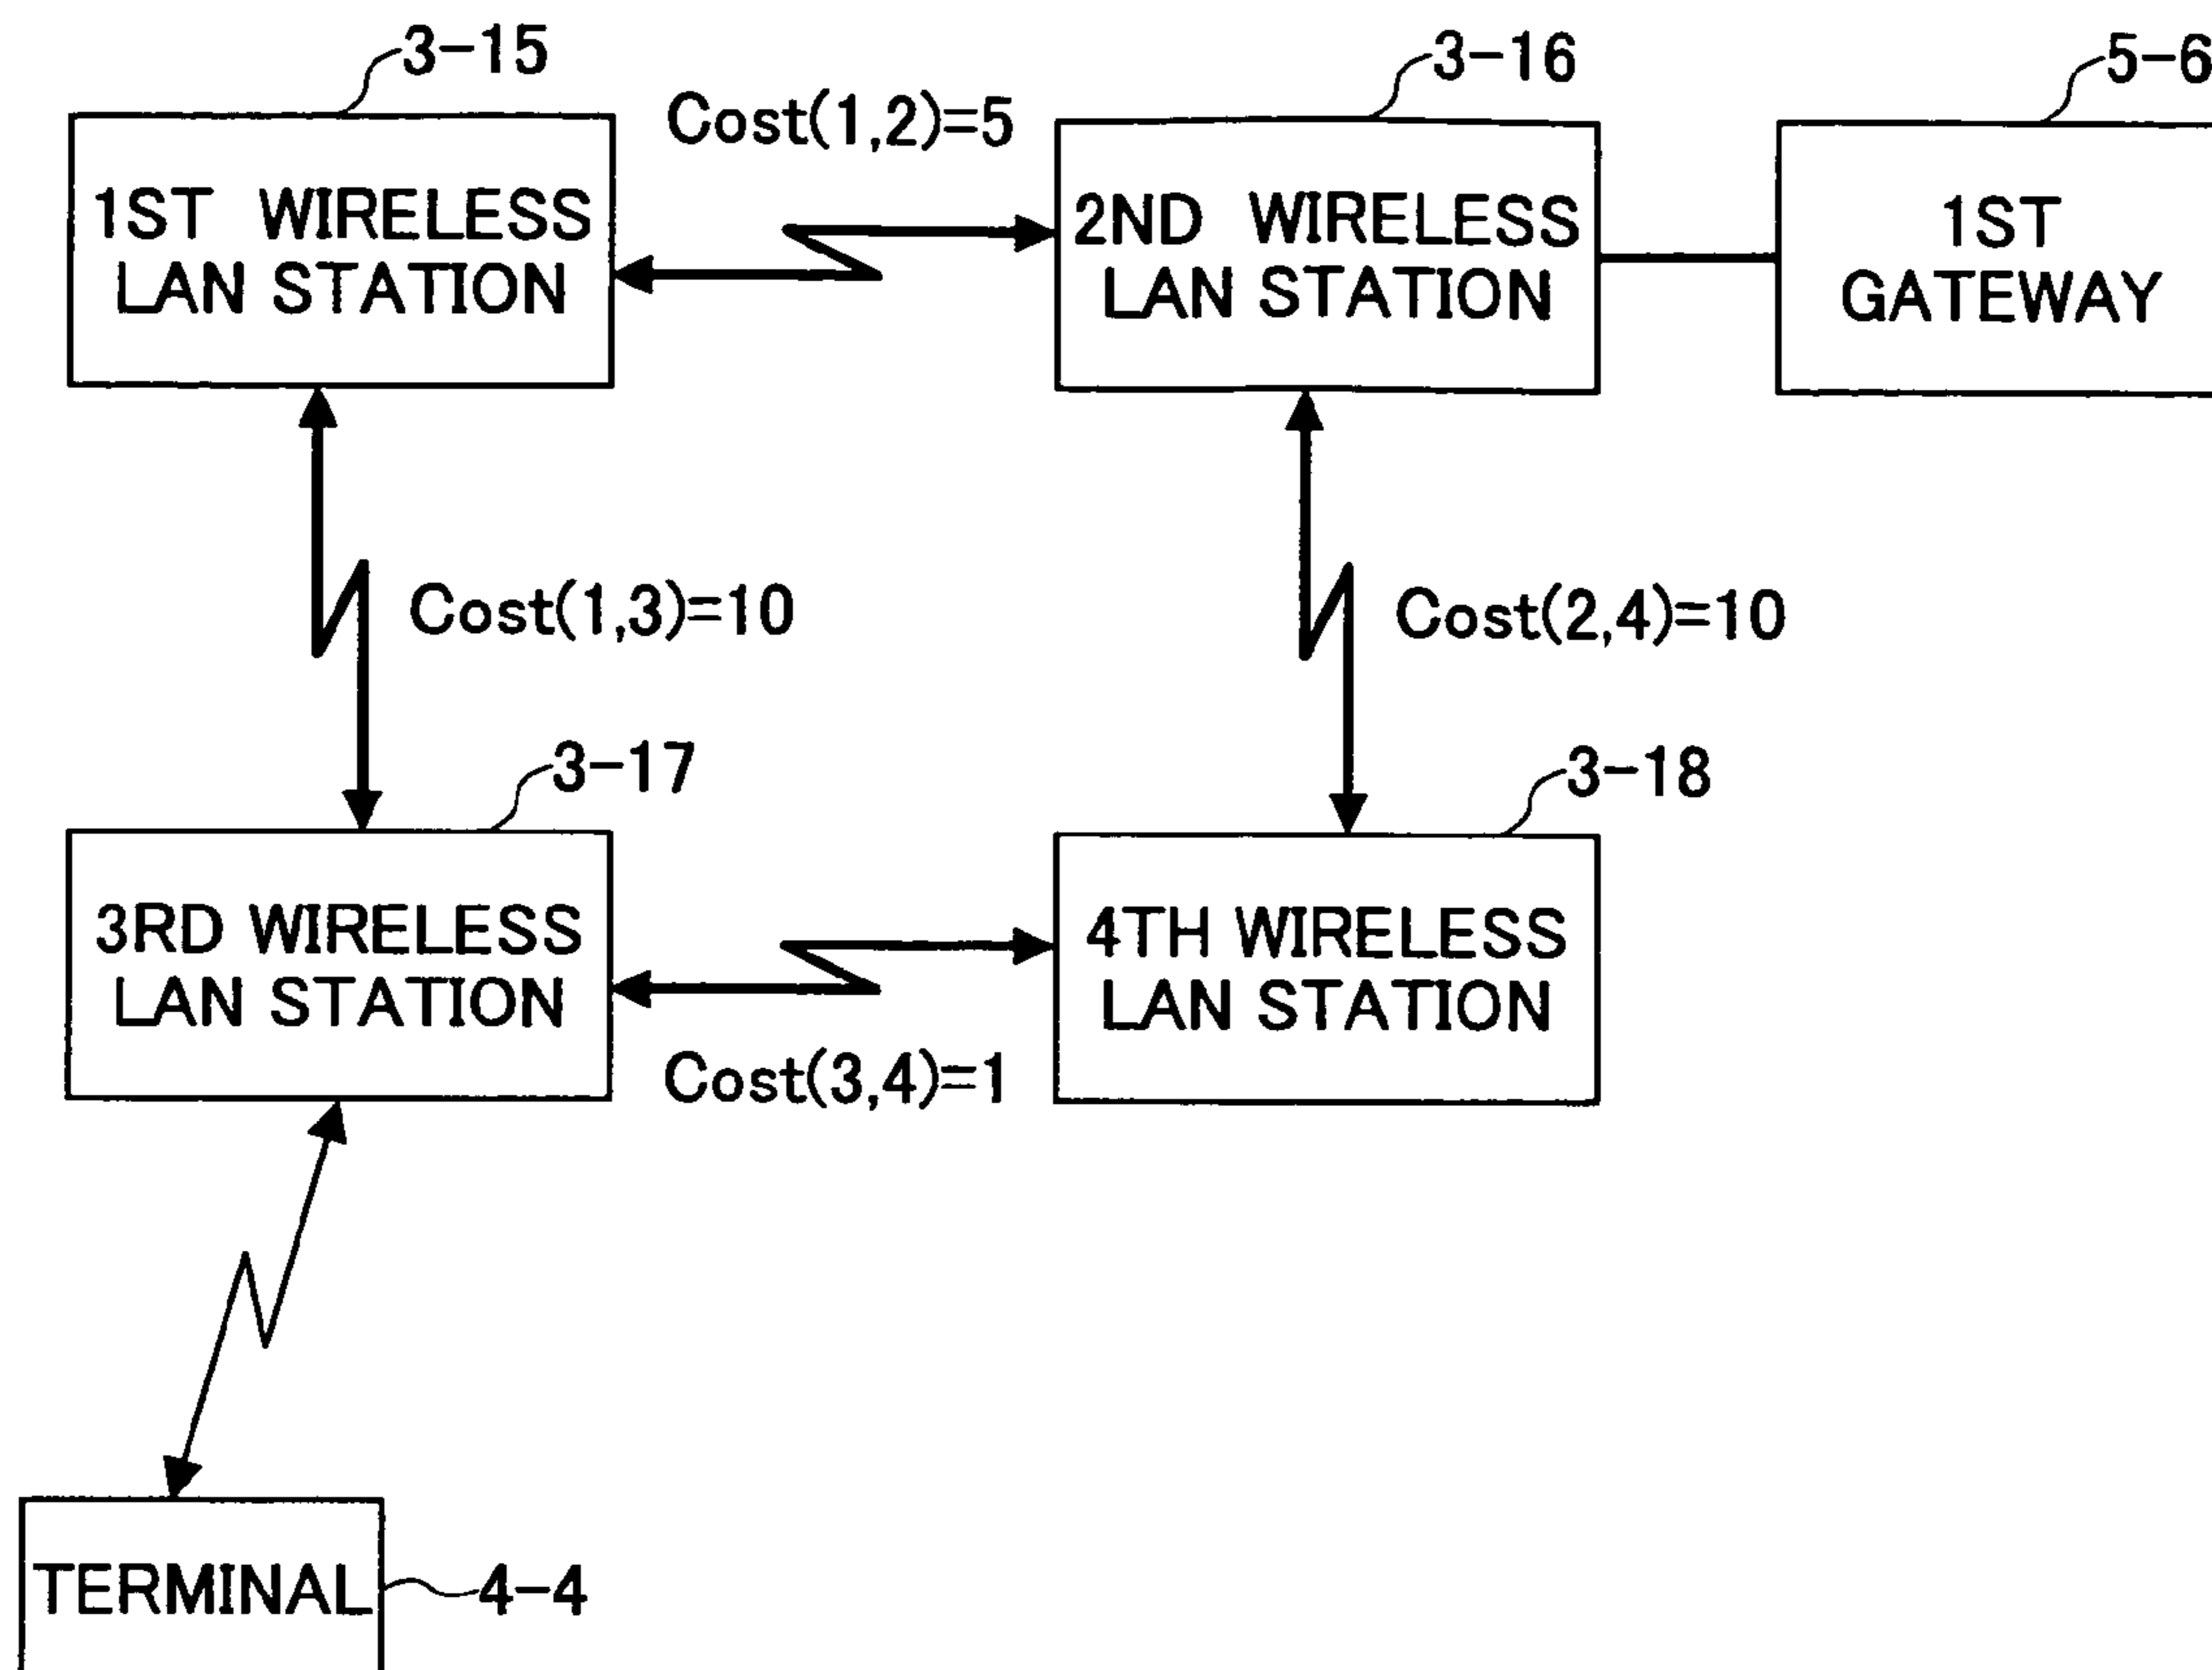 3-15
3-16
5-6
Cost(1,2)=5
1ST WIRELESS
LAN STATION
2ND WIRELESS
LAN STATION
1ST
GATEWAY
Cost(1,3)=10
Cost(2,4)=10
3-17
3-18
3RD WIRELESS
LAN STATION
4TH WIRELESS
LAN STATION
Cost(3,4)=1
TERMINAL
4-4